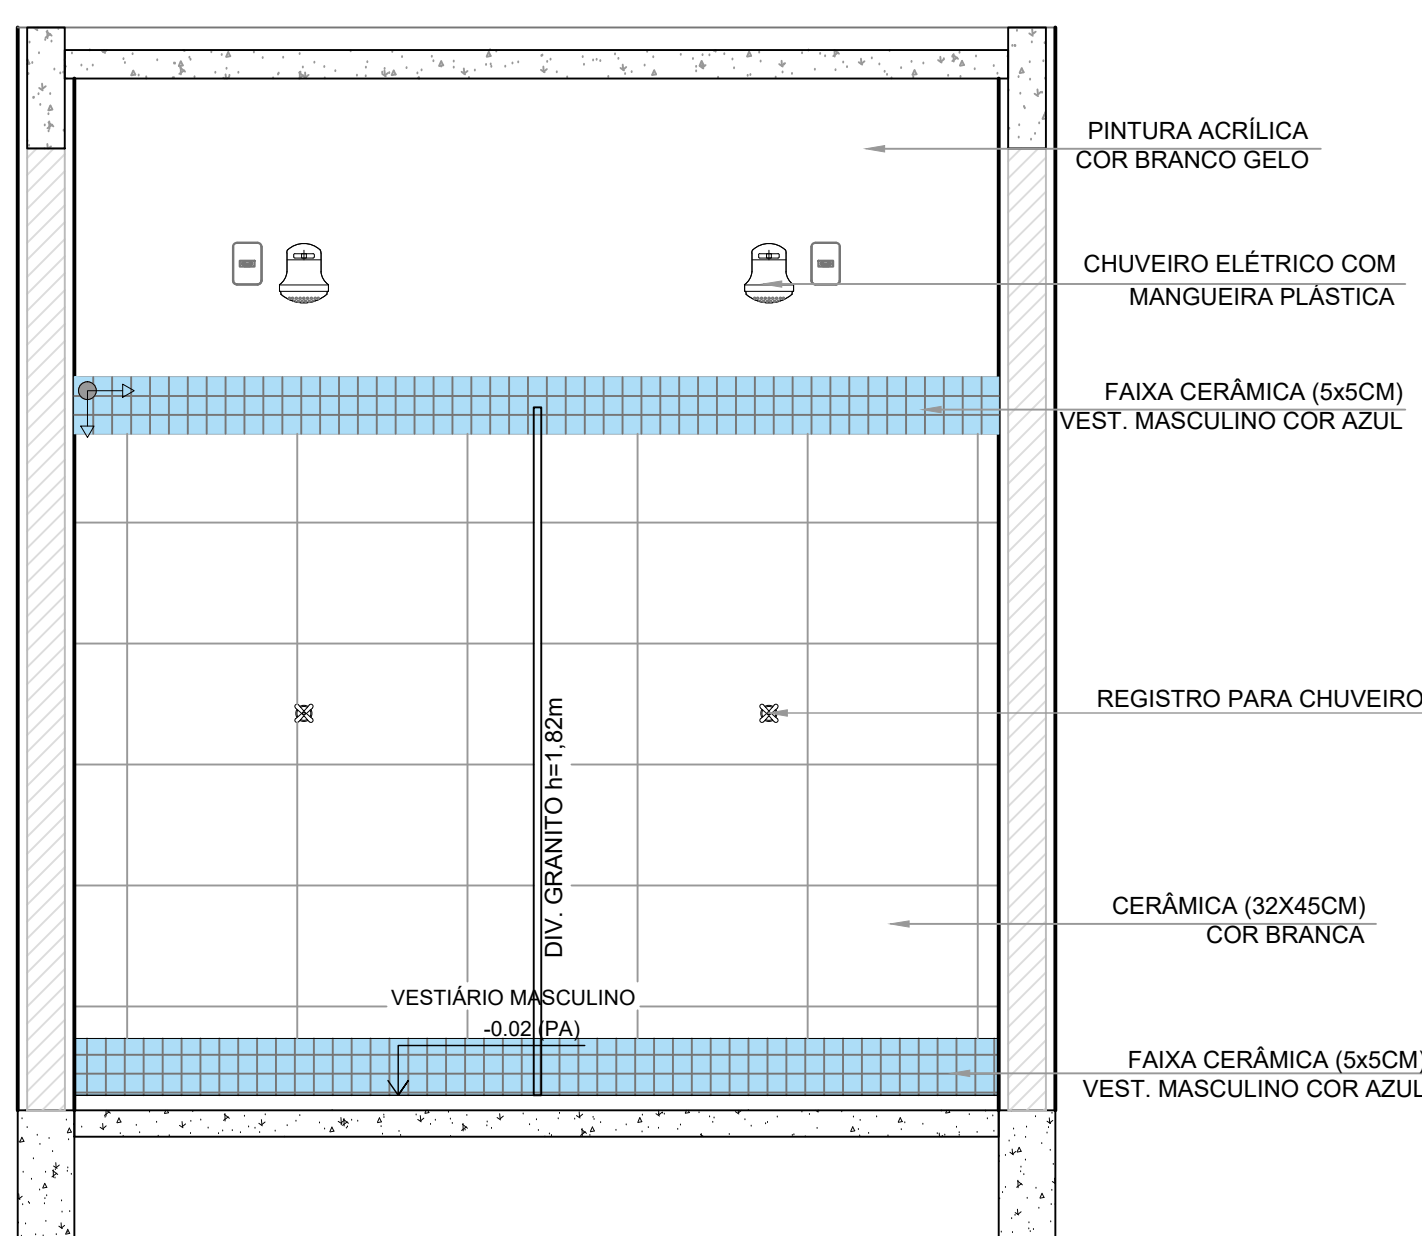 PINTURA ACRÍLICA
COR BRANCO GELO
CHUVEIRO ELÉTRICO COM
MANGUEIRA PLÁSTICA
FAIXA CERÂMICA (5x5CM)
VEST. MASCULINO COR AZUL
REGISTRO PARA CHUVEIRO
DIV. GRANITO h=1,82m
CERÂMICA (32X45CM)
COR BRANCA
VESTIÁRIO MASCULINO
-0.02 (PA)
FAIXA CERÂMICA (5x5CM)
VEST. MASCULINO COR AZUL